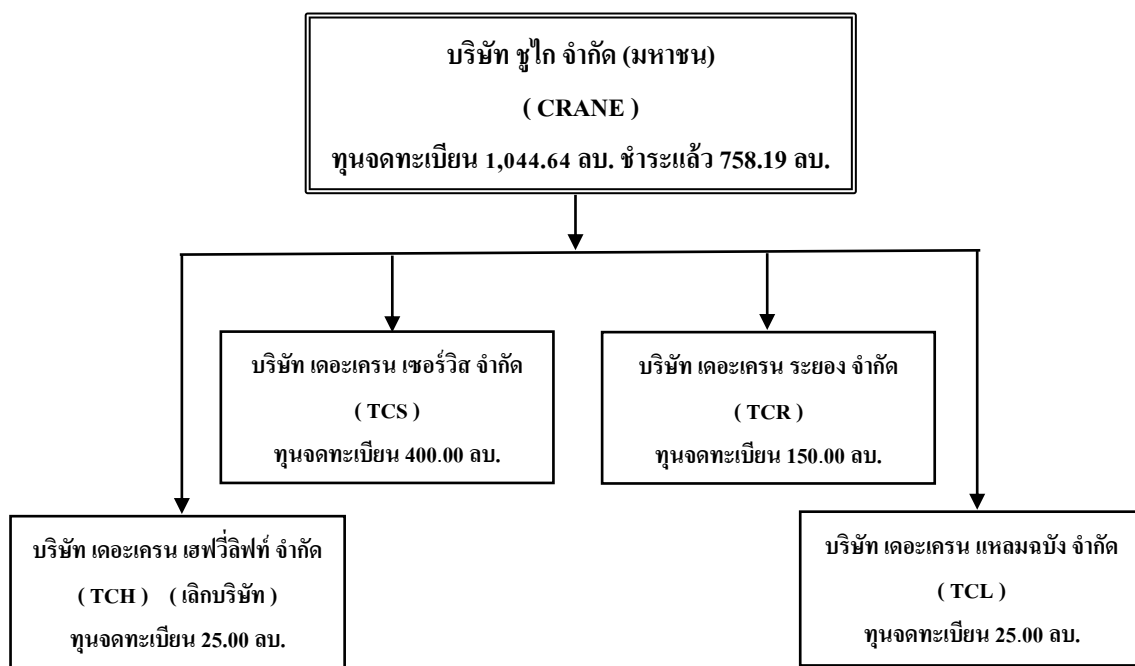 บริษัท ชูไก จำกัด (มหาชน)
( CRANE )
ทุนจดทะเบียน 1,044.64 ลบ. ชำระแล้ว 758.19 ลบ.
บริษัท เดอะเครน เซอร์วิส จำกัด
( TCS )
ทุนจดทะเบียน 400.00 ลบ.
บริษัท เดอะเครน ระยอง จำกัด
( TCR )
ทุนจดทะเบียน 150.00 ลบ.
บริษัท เดอะเครน เฮฟวี่ลิฟท์ จำกัด
( TCH ) ( เลิกบริษัท )
ทุนจดทะเบียน 25.00 ลบ.
บริษัท เดอะเครน แหลมฉบัง จำกัด
( TCL )
ทุนจดทะเบียน 25.00 ลบ.